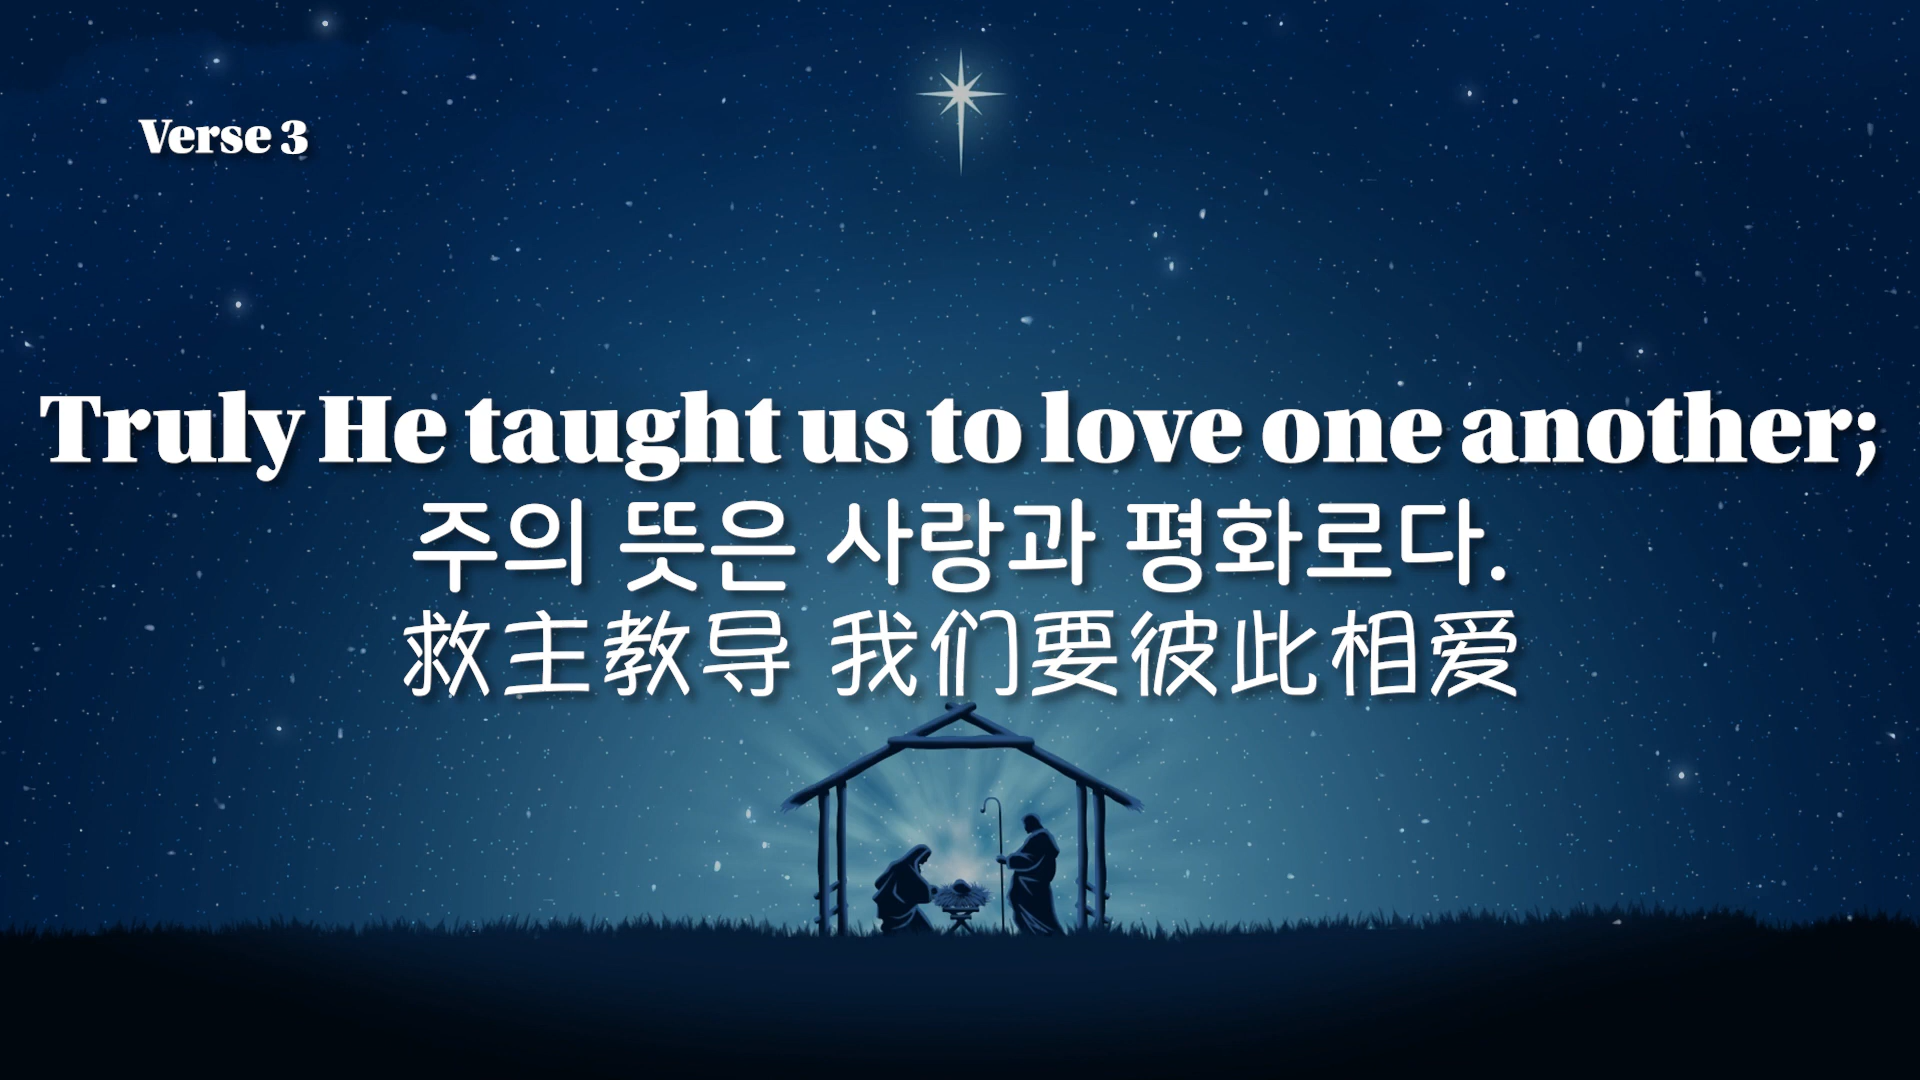 Verse 3
Truly He taught us to love one another;
주의 뜻은 사랑과 평화로다.
救主教导 我们要彼此相爱